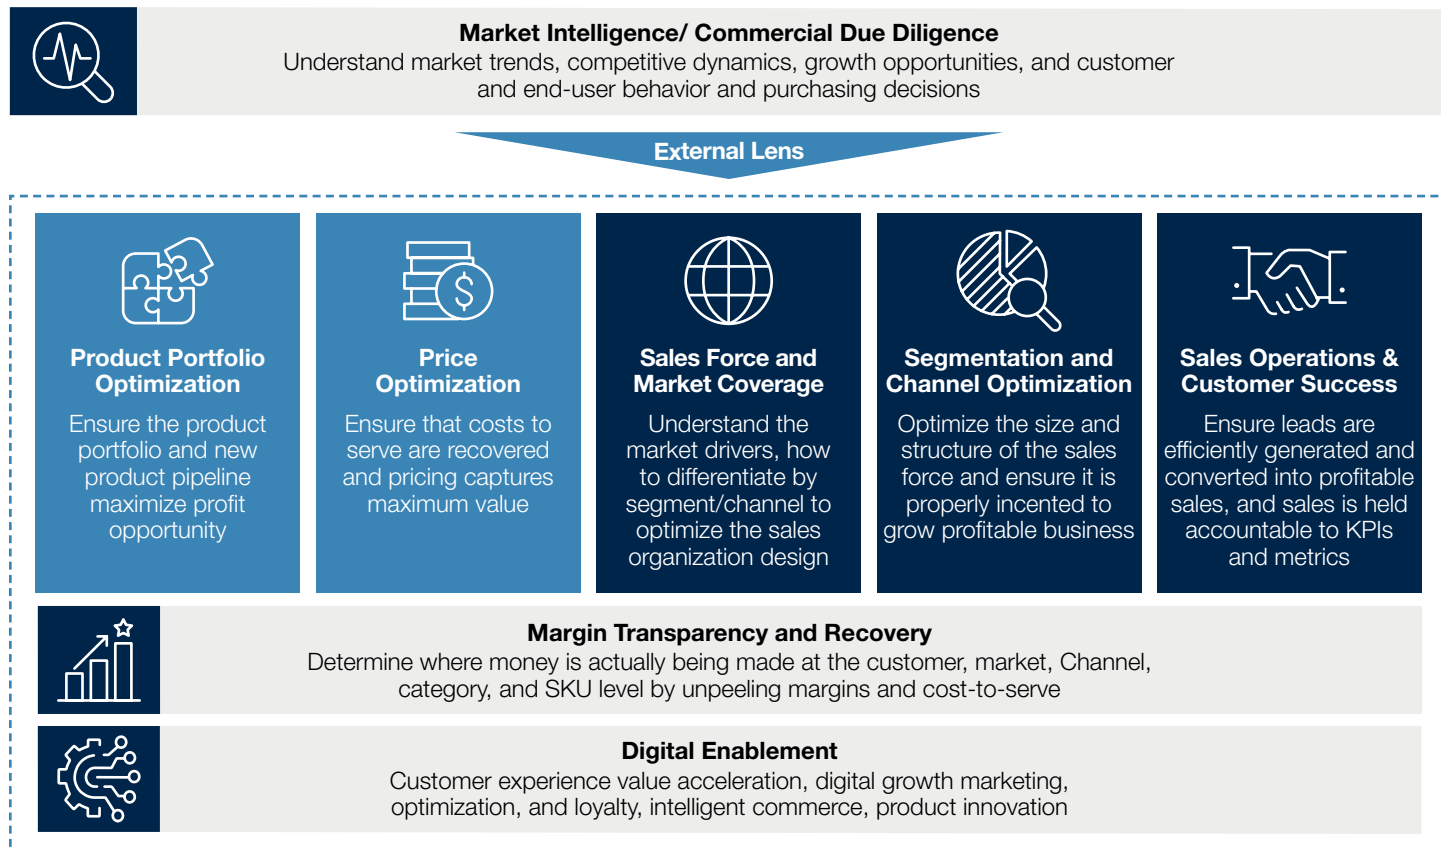 Market Intelligence/ Commercial Due Diligence
Understand market trends, competitive dynamics, growth opportunities, and customer
and end-user behavior and purchasing decisions
External Lens
Product Portfolio
Optimization
Ensure the product
portfolio and new
product pipeline
maximize profit
opportunity
Price
Optimization
Ensure that costs to
serve are recovered
and pricing captures
maximum value
Sales Force and
Market Coverage
Understand the
market drivers, how
to differentiate by
segment/channel to
optimize the sales
organization design
Segmentation and
Channel Optimization
Optimize the size and
structure of the sales
force and ensure it is
properly incented to
grow profitable business
Sales Operations &
Customer Success
Ensure leads are
efficiently generated and
converted into profitable
sales, and sales is held
accountable to KPIs
and metrics
Margin Transparency and Recovery
Determine where money is actually being made at the customer, market, Channel,
category, and SKU level by unpeeling margins and cost-to-serve
Digital Enablement
Customer experience value acceleration, digital growth marketing,
optimization, and loyalty, intelligent commerce, product innovation